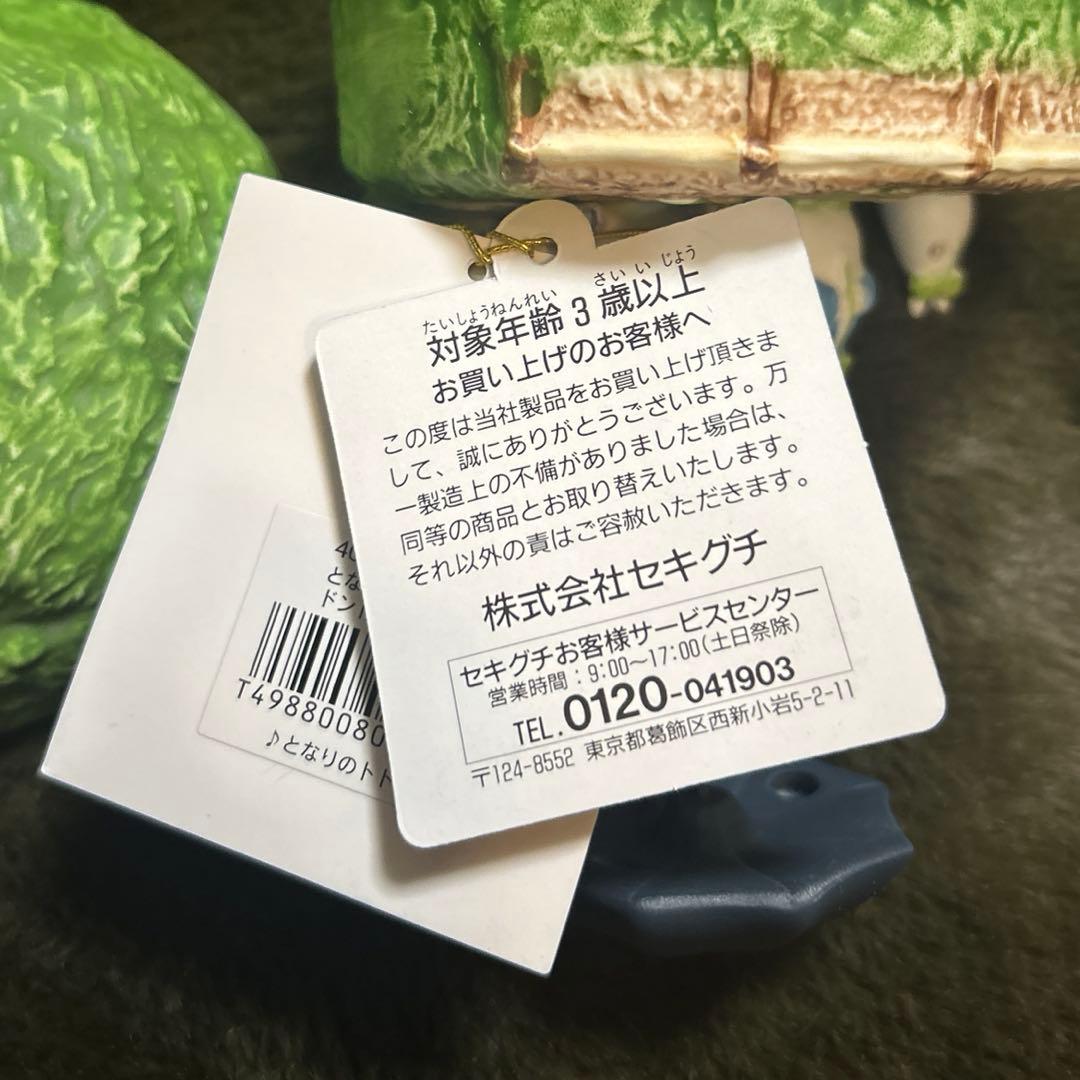 たいしょうねんれい さい いじょう
対象年齢 3 歳以上
お買い上げのお客様へ
この度は当社製品をお買い上げ頂きま
して、誠にありがとうございます。万
一製造上の不備がありました場合は、
同等の商品とお取り替えいたします。
それ以外の責はご容赦いただきます。
株式会社セキグチ
セキグチお客様サービスセンター
営業時間：9:00〜17:00(土日祭除)
TEL. 0120-041903
〒124-8552 東京都葛飾区西新小岩5-2-11
40
とな
ドント
T49880080
♪となりのトト